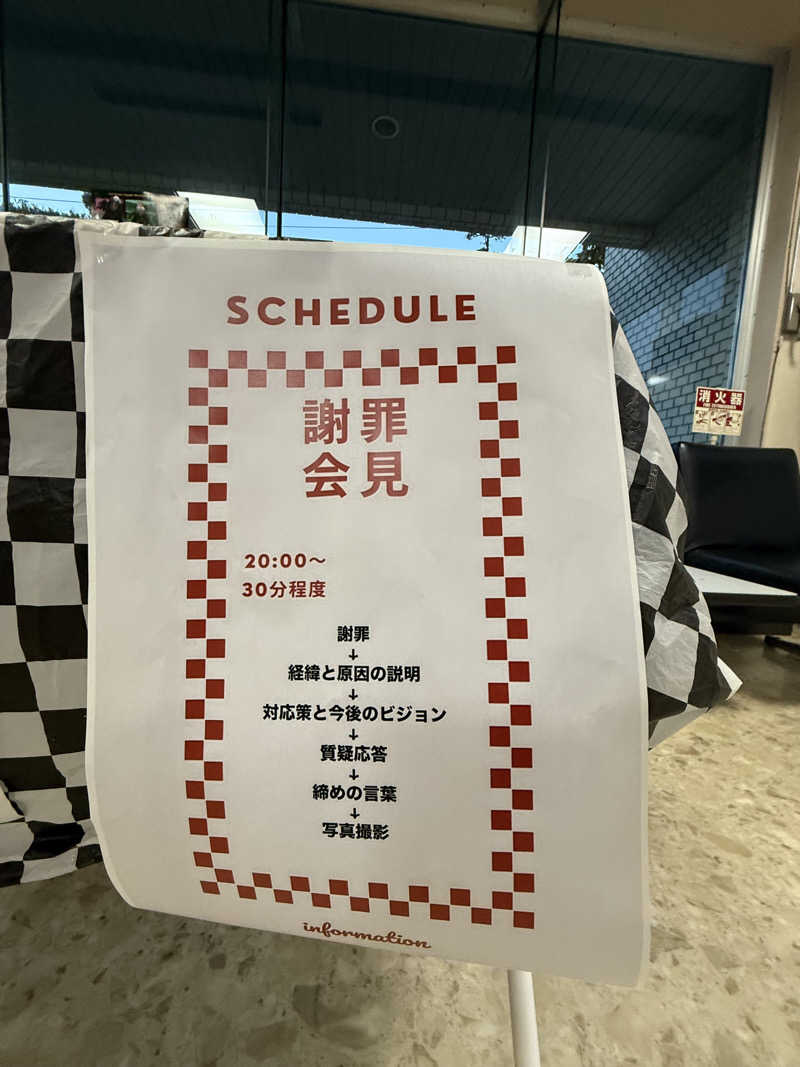 SCHEDULE
謝罪
会見
20:00〜
30分程度
謝罪
↓
経緯と原因の説明
↓
対応策と今後のビジョン
↓
質疑応答
↓
締めの言葉
↓
写真撮影
information
消火器
FIRE EXTINGUISHER